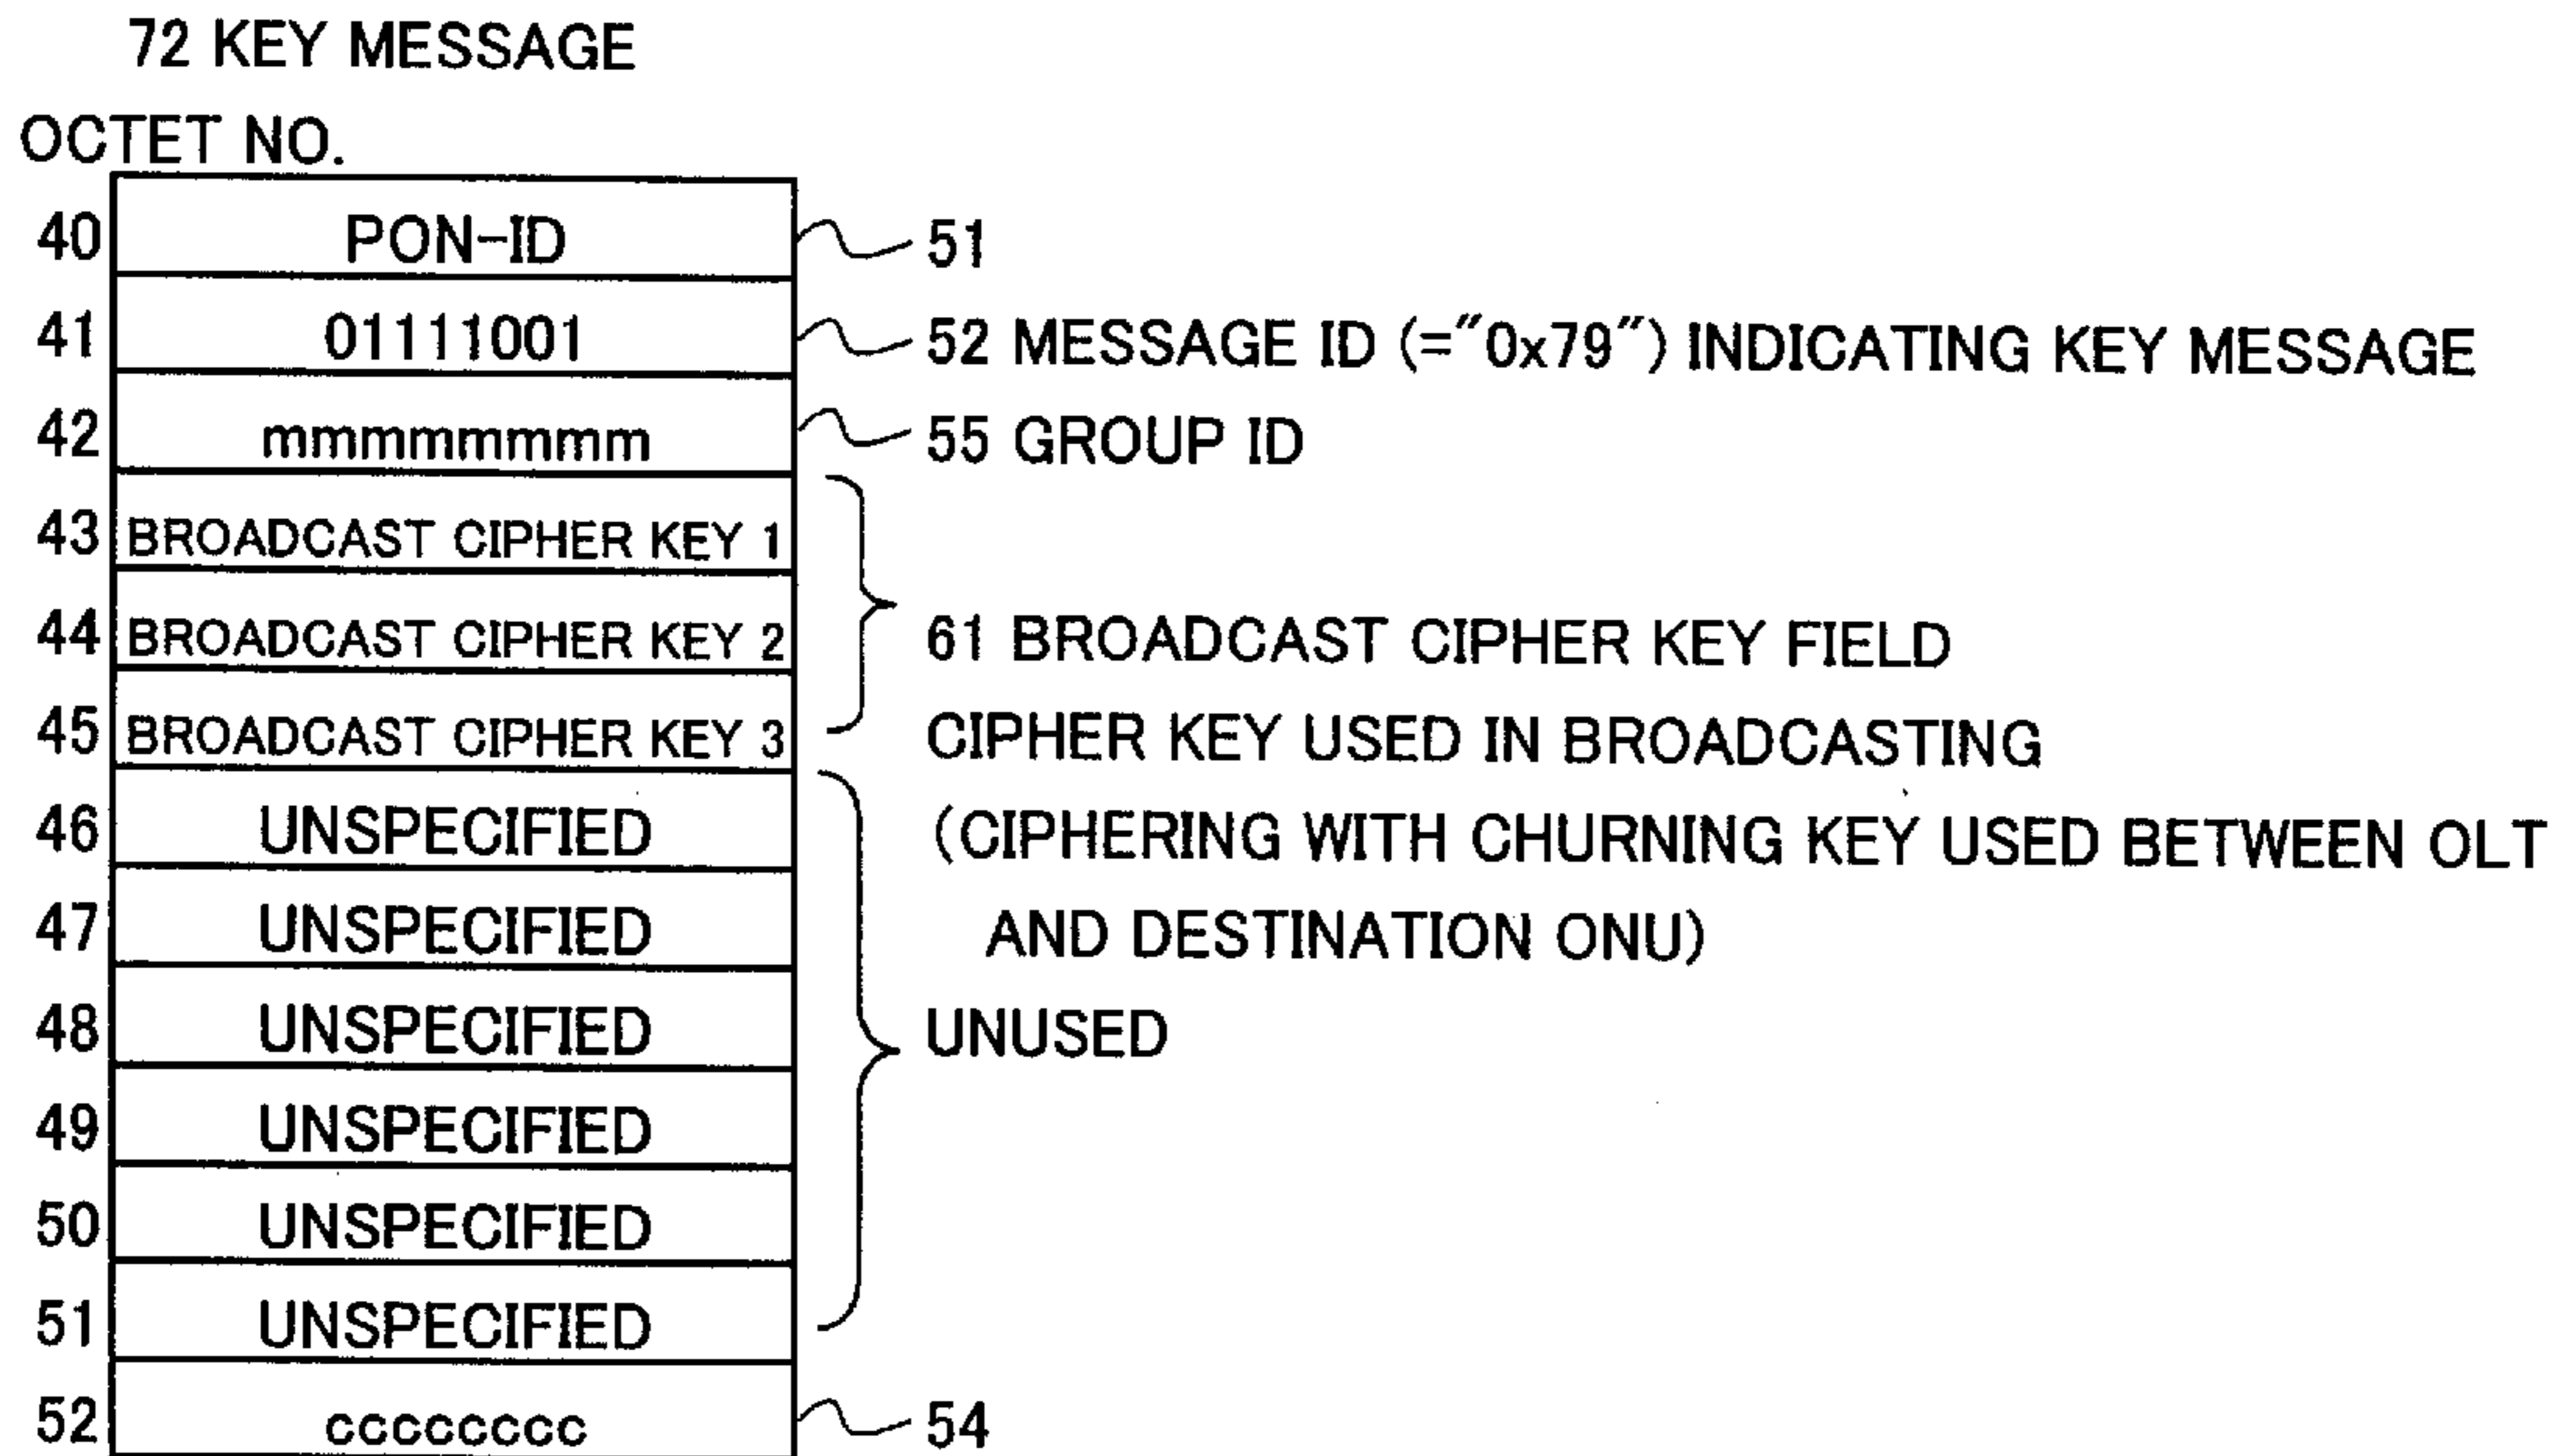 72 KEY MESSAGE
OCTET NO.
40 PON-ID 51
41 01111001 52 MESSAGE ID (="0x79") INDICATING KEY MESSAGE
42 mmmmmmmm 55 GROUP ID
43 BROADCAST CIPHER KEY 1
44 BROADCAST CIPHER KEY 2 61 BROADCAST CIPHER KEY FIELD
45 BROADCAST CIPHER KEY 3 CIPHER KEY USED IN BROADCASTING
46 UNSPECIFIED (CIPHERING WITH CHURNING KEY USED BETWEEN OLT
47 UNSPECIFIED AND DESTINATION ONU)
48 UNSPECIFIED UNUSED
49 UNSPECIFIED
50 UNSPECIFIED
51 UNSPECIFIED
52 cccccccc 54